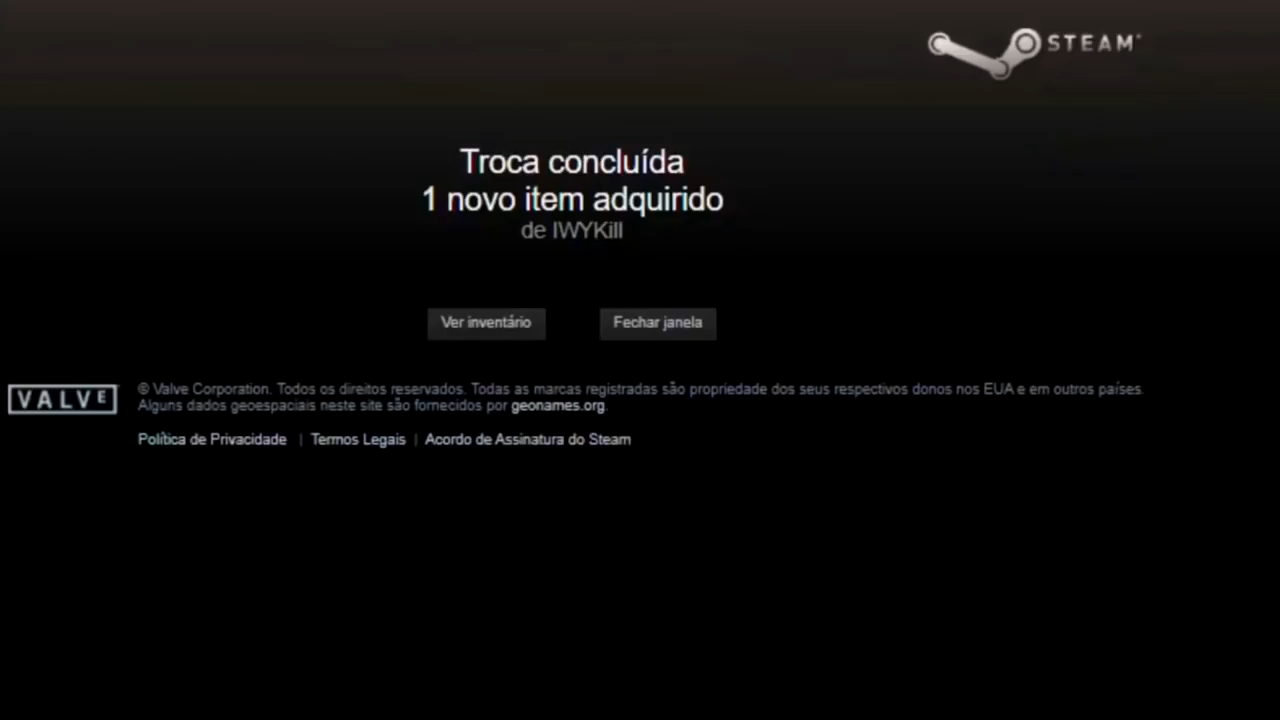 STEAM
Troca concluída
1 novo item adquirido
de IWYKill
Ver inventário
Fechar janela
VALVE
© Valve Corporation. Todos os direitos reservados. Todas as marcas registradas são propriedade dos seus respectivos donos nos EUA e em outros países.
Alguns dados geoespaciais neste site são fornecidos por geonames.org.
Política de Privacidade | Termos Legais | Acordo de Assinatura do Steam